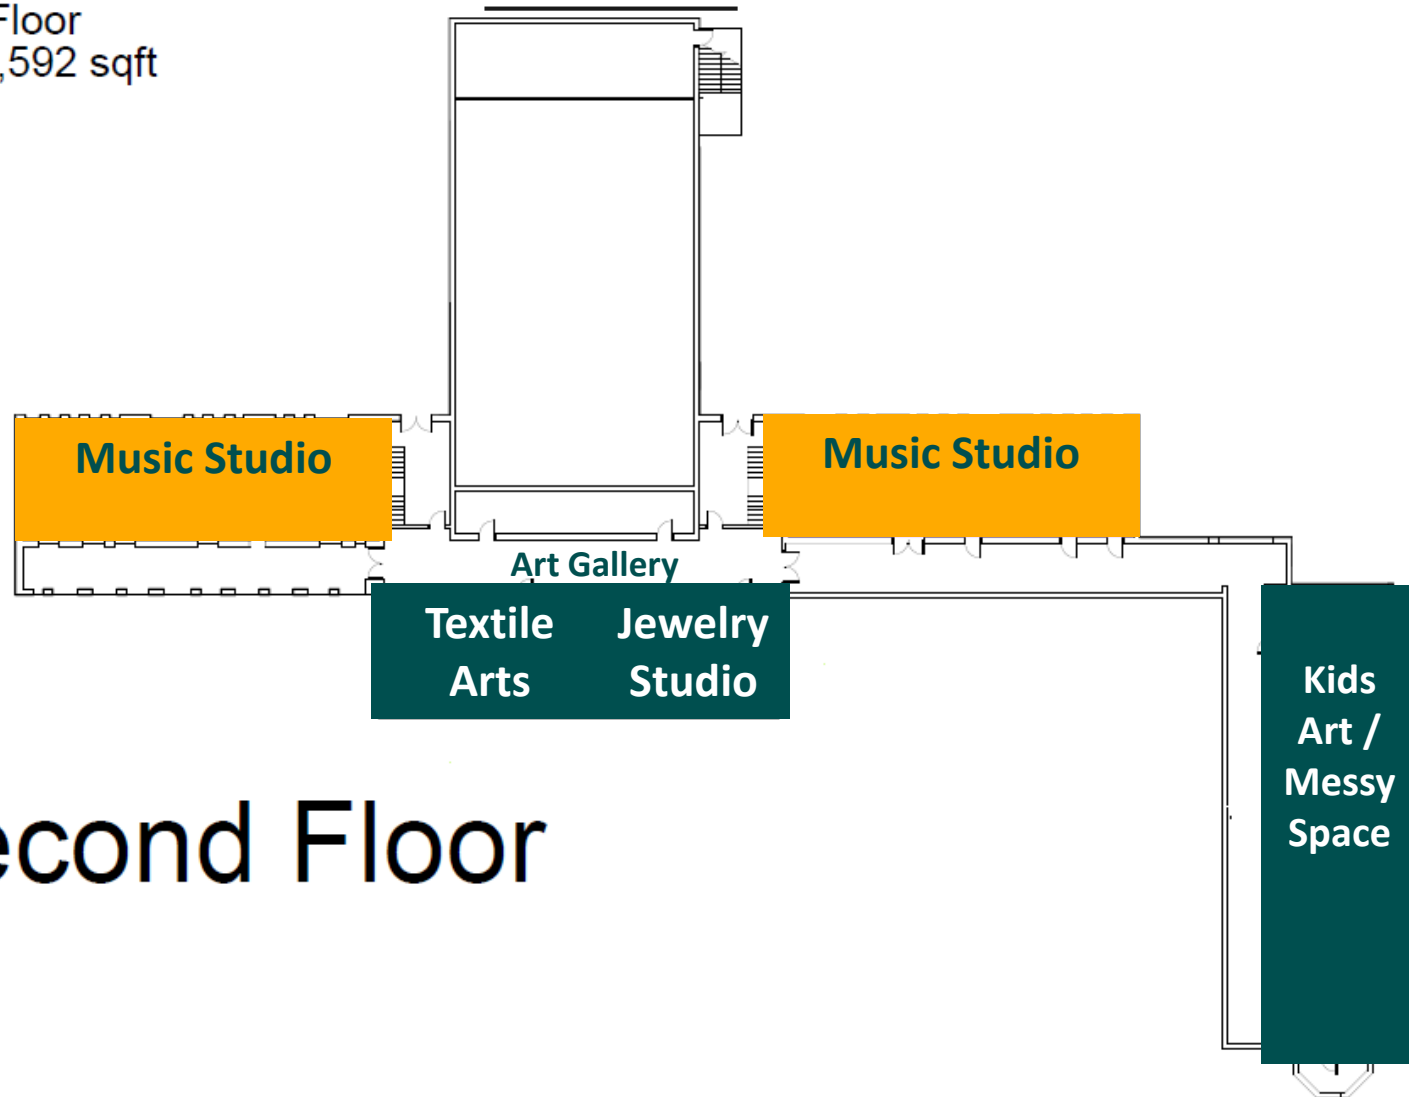 Floor
,592 sqft
Music Studio
Music Studio
Art Gallery
Textile
Arts
Jewelry
Studio
Kids
Art /
Messy
Space
econd Floor